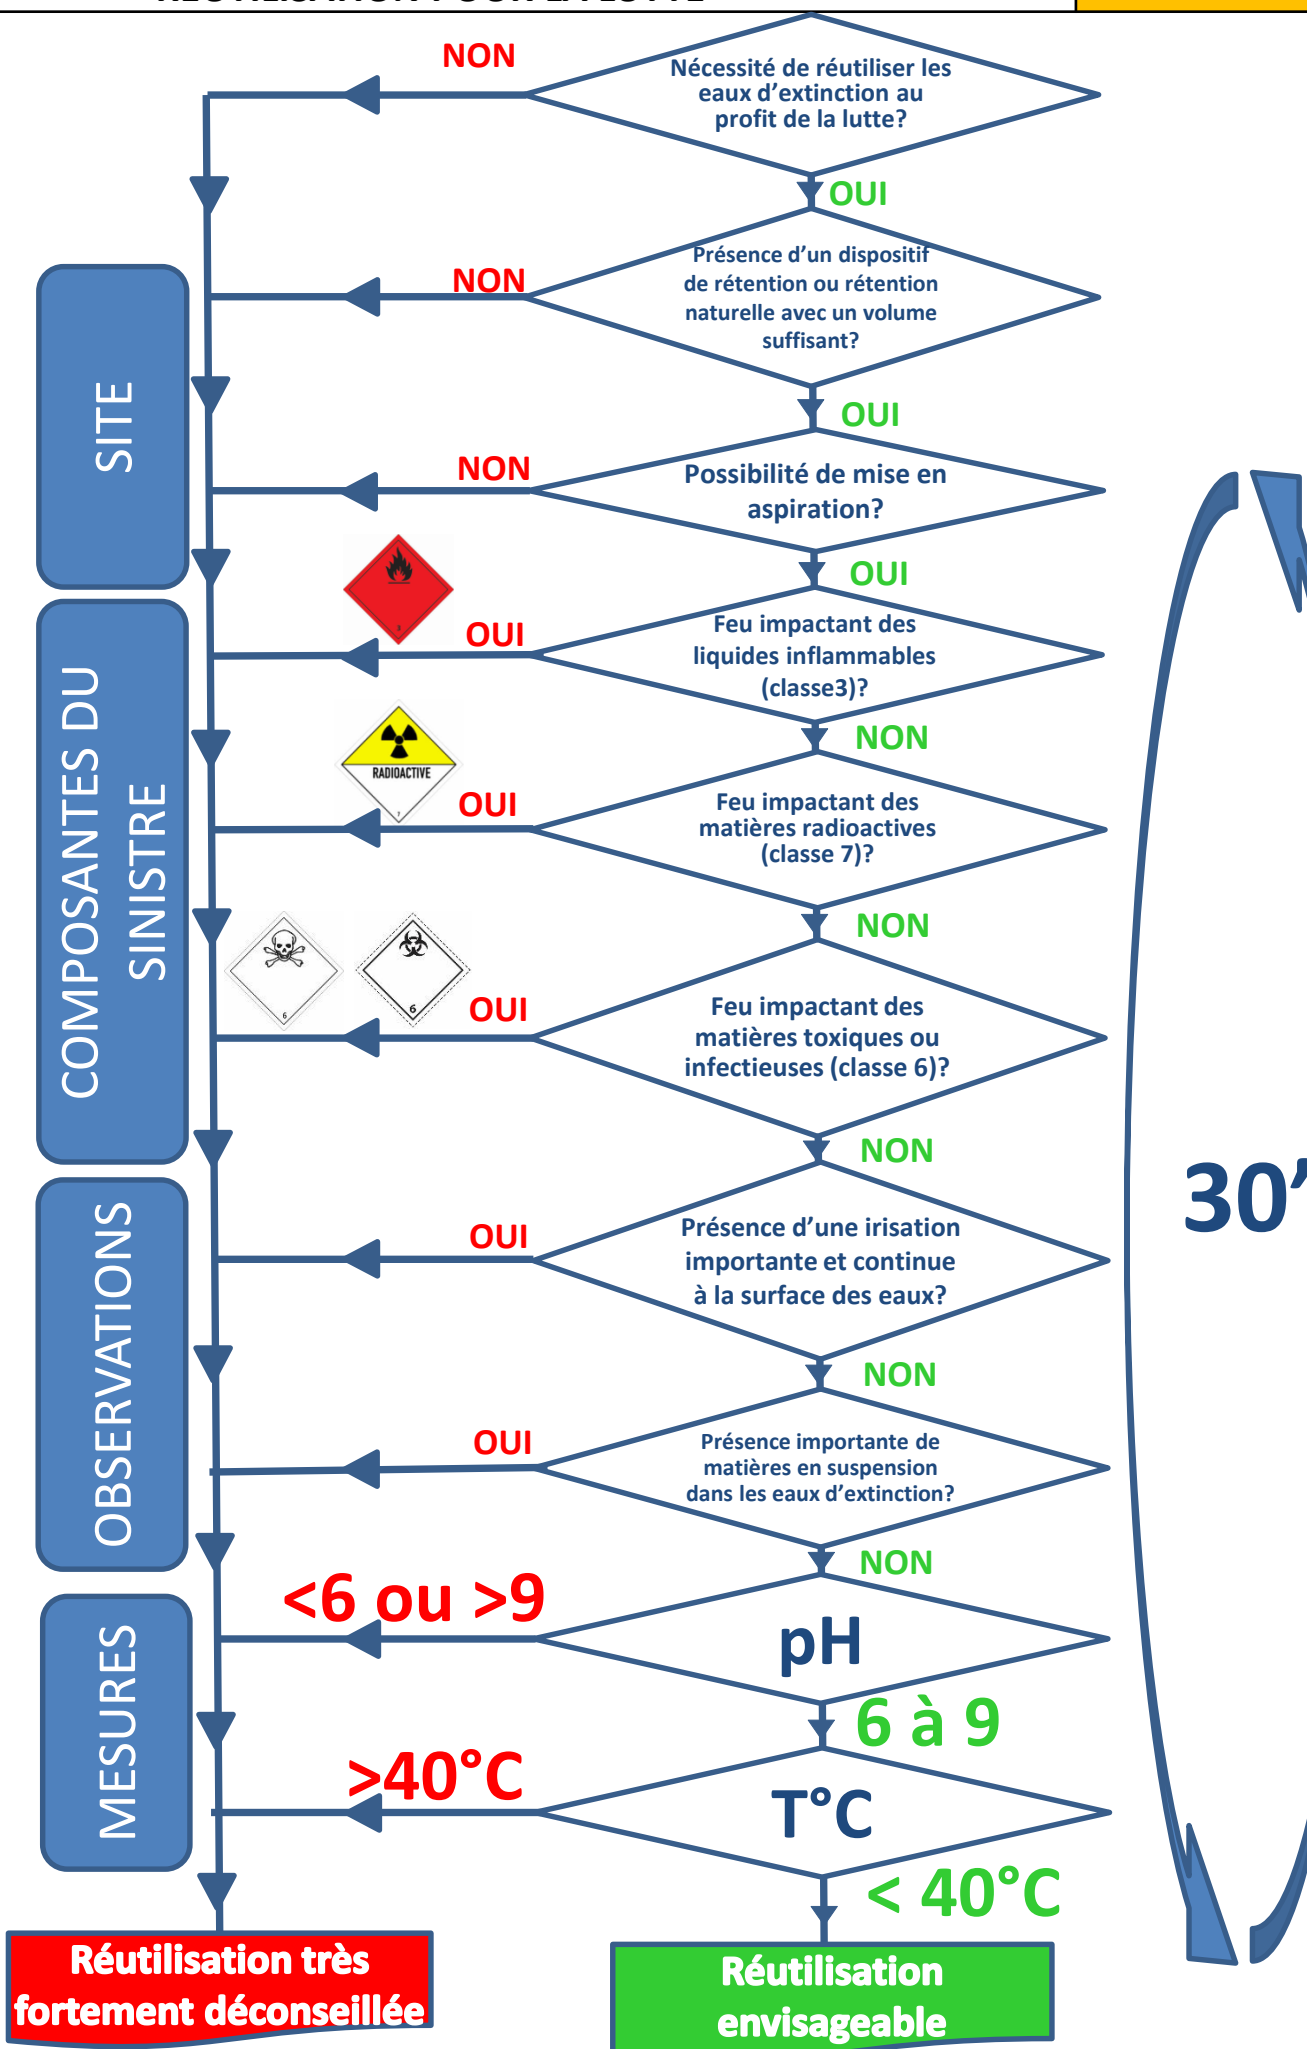 NON
Nécessité de réutiliser les
eaux d'extinction au
profit de la lutte?
OUI
NON
Présence d'un dispositif
de rétention ou rétention
naturelle avec un volume
suffisant?
OUI
NON
Possibilité de mise en
aspiration?
SITE
OUI
3
OUI
Feu impactant des
liquides inflammables
(classe3)?
NON
RADIOACTIVE
7
OUI
Feu impactant des
matières radioactives
(classe 7)?
COMPOSANTES DU
SINISTRE
NON
6
6
OUI
Feu impactant des
matières toxiques ou
infectieuses (classe 6)?
NON
30'
OUI
Présence d'une irisation
importante et continue
à la surface des eaux?
OBSERVATIONS
NON
OUI
Présence importante de
matières en suspension
dans les eaux d'extinction?
NON
<6 ou >9
pH
MESURES
6 à 9
>40°C
T°C
< 40°C
Réutilisation très
fortement déconseillée
Réutilisation
envisageable